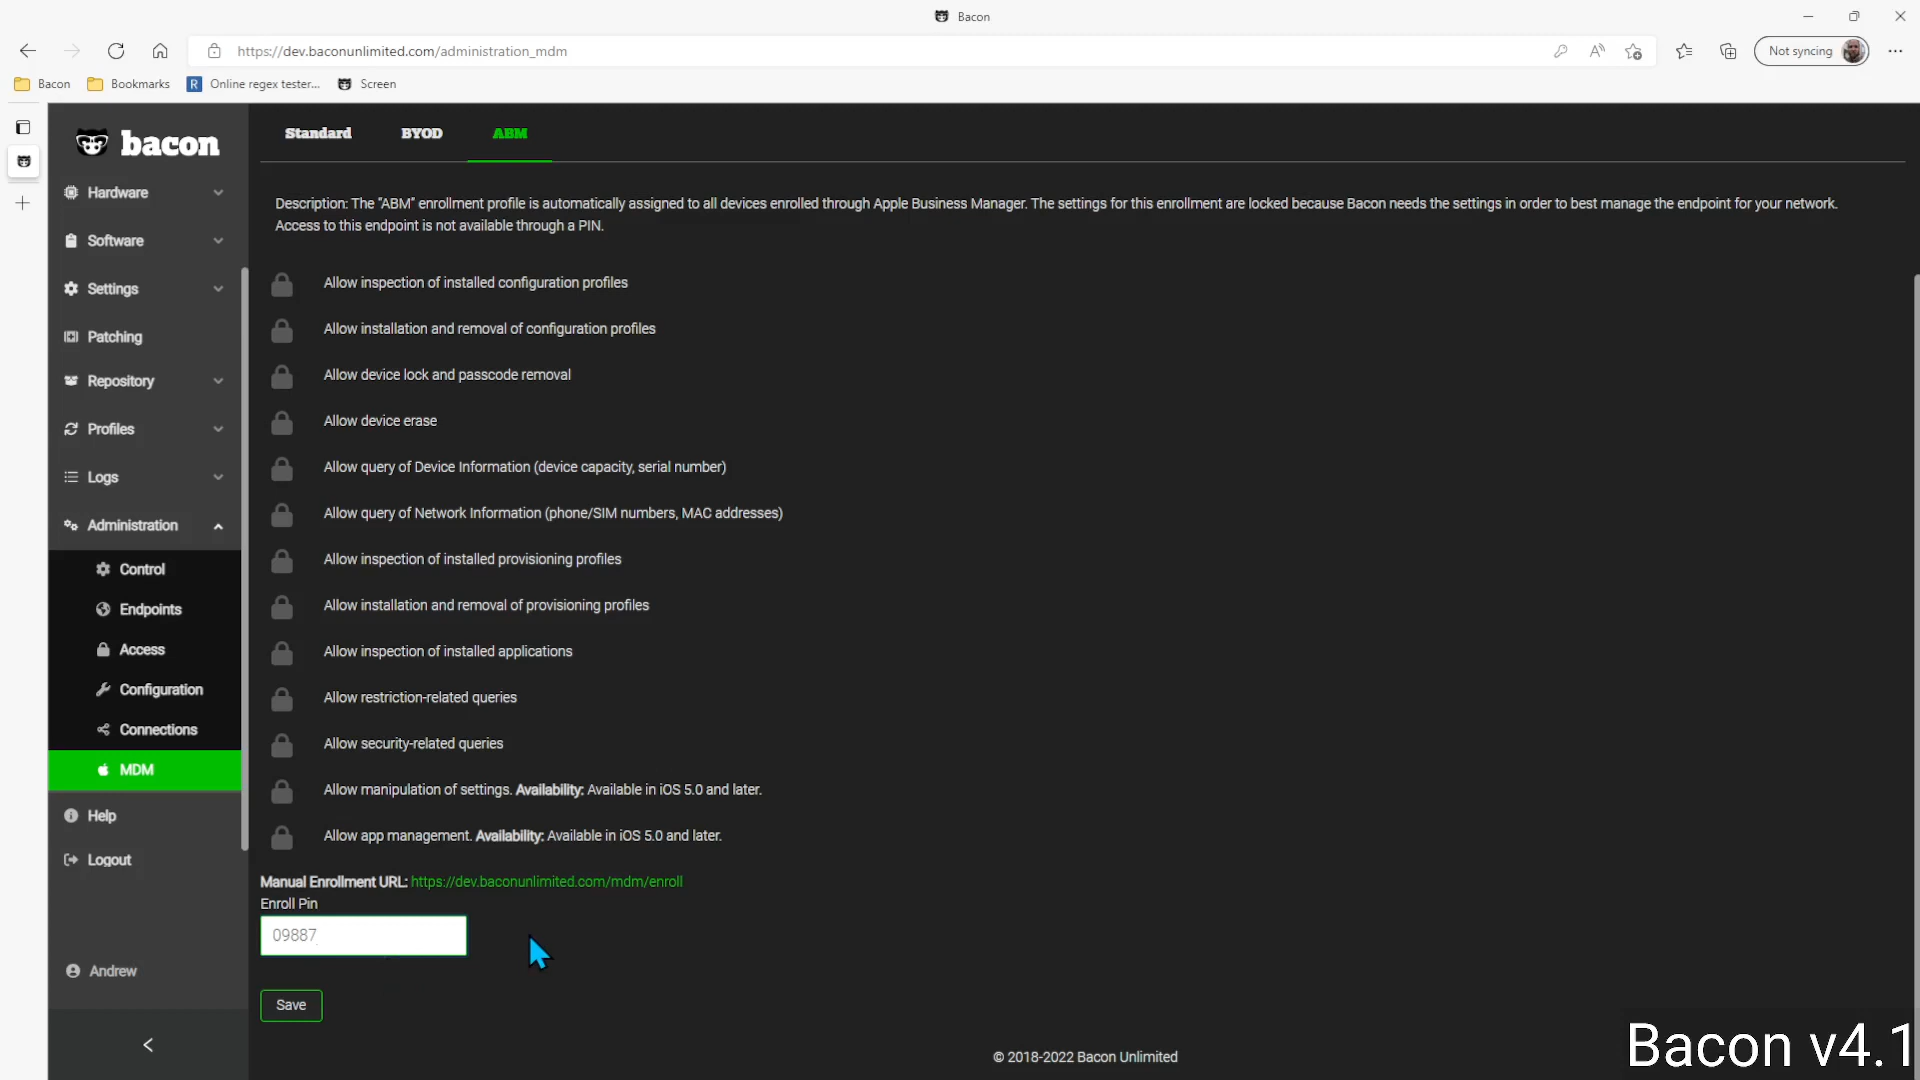 Bacon
https://dev.baconunlimited.com/administration_mdm
Not syncing
Bacon
Bookmarks
R Online regex tester...
Screen
bacon
Hardware
Software
Settings
Patching
Repository
Profiles
Logs
Administration
Control
Endpoints
Access
Configuration
Connections
MDM
Help
Logout
Andrew
Standard BYOD ABM
Description: The "ABM" enrollment profile is automatically assigned to all devices enrolled through Apple Business Manager. The settings for this enrollment are locked because Bacon needs the settings in order to best manage the endpoint for your network.
Access to this endpoint is not available through a PIN.
Allow inspection of installed configuration profiles
Allow installation and removal of configuration profiles
Allow device lock and passcode removal
Allow device erase
Allow query of Device Information (device capacity, serial number)
Allow query of Network Information (phone/SIM numbers, MAC addresses)
Allow inspection of installed provisioning profiles
Allow installation and removal of provisioning profiles
Allow inspection of installed applications
Allow restriction-related queries
Allow security-related queries
Allow manipulation of settings. Availability: Available in iOS 5.0 and later.
Allow app management. Availability: Available in iOS 5.0 and later.
Manual Enrollment URL: https://dev.baconunlimited.com/mdm/enroll
Enroll Pin
09887
Save
© 2018-2022 Bacon Unlimited
Bacon v4.1